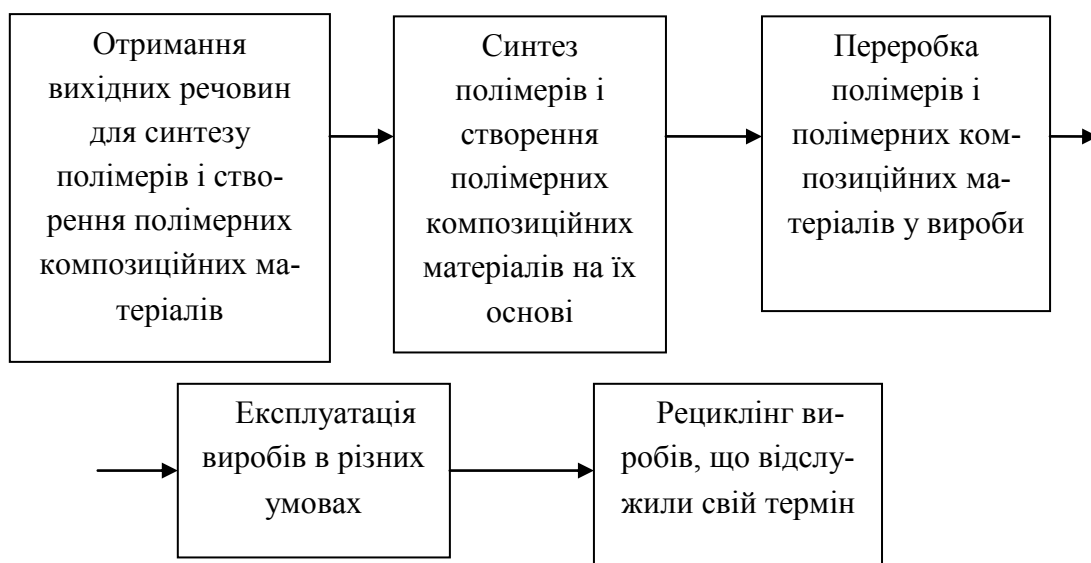 Отримання
вихідних речовин
для синтезу
полімерів і ство-
рення полімерних
композиційних ма-
теріалів
Синтез
полімерів і
створення
полімерних
композиційних
матеріалів на їх
основі
Переробка
полімерів і
полімерних ком-
позиційних ма-
теріалів у вироби
Експлуатація
виробів в різних
умовах
Рециклінг ви-
робів, що відслу-
жили свій термін